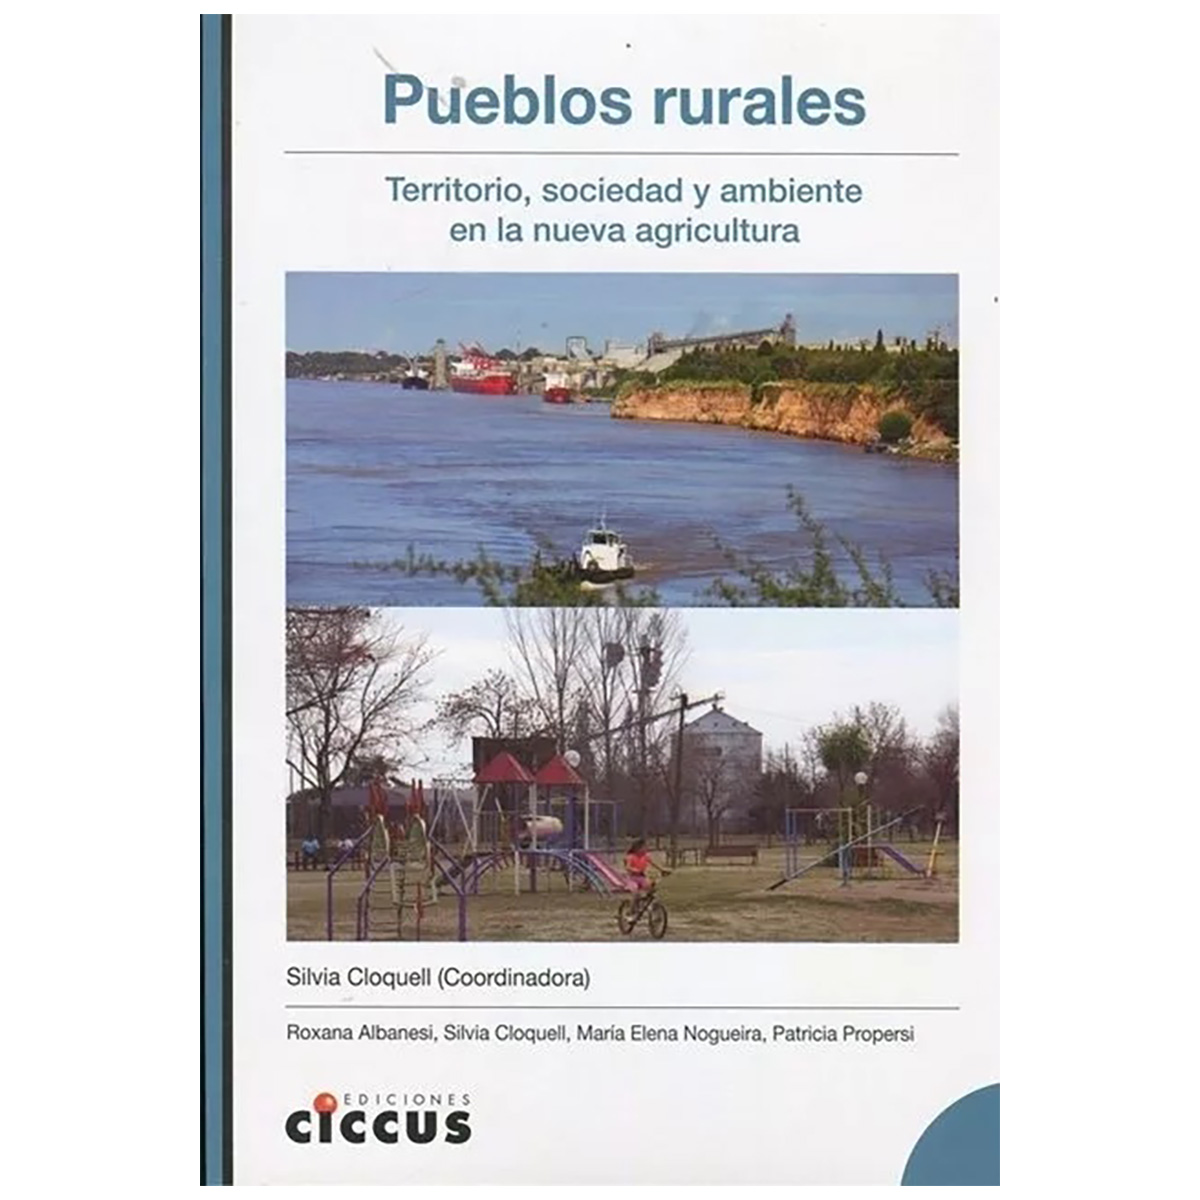 Pueblos rurales
Territorio, sociedad y ambiente
en la nueva agricultura
Silvia Cloquell (Coordinadora)
Roxana Albanesi, Silvia Cloquell, María Elena Nogueira, Patricia Propersi
EDICIONES
CICCUS